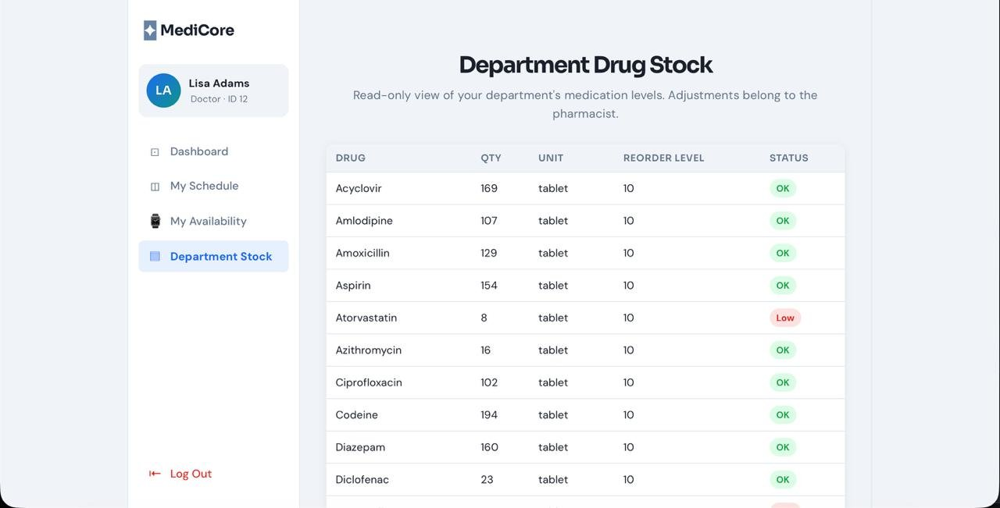 MediCore
LA
Lisa Adams
Doctor · ID 12
Dashboard
My Schedule
My Availability
Department Stock
Log Out
Department Drug Stock
Read-only view of your department's medication levels. Adjustments belong to the
pharmacist.
DRUG QTY UNIT REORDER LEVEL STATUS
Acyclovir 169 tablet 10 OK
Amlodipine 107 tablet 10 OK
Amoxicillin 129 tablet 10 OK
Aspirin 154 tablet 10 OK
Atorvastatin 8 tablet 10 Low
Azithromycin 16 tablet 10 OK
Ciprofloxacin 102 tablet 10 OK
Codeine 194 tablet 10 OK
Diazepam 160 tablet 10 OK
Diclofenac 23 tablet 10 OK